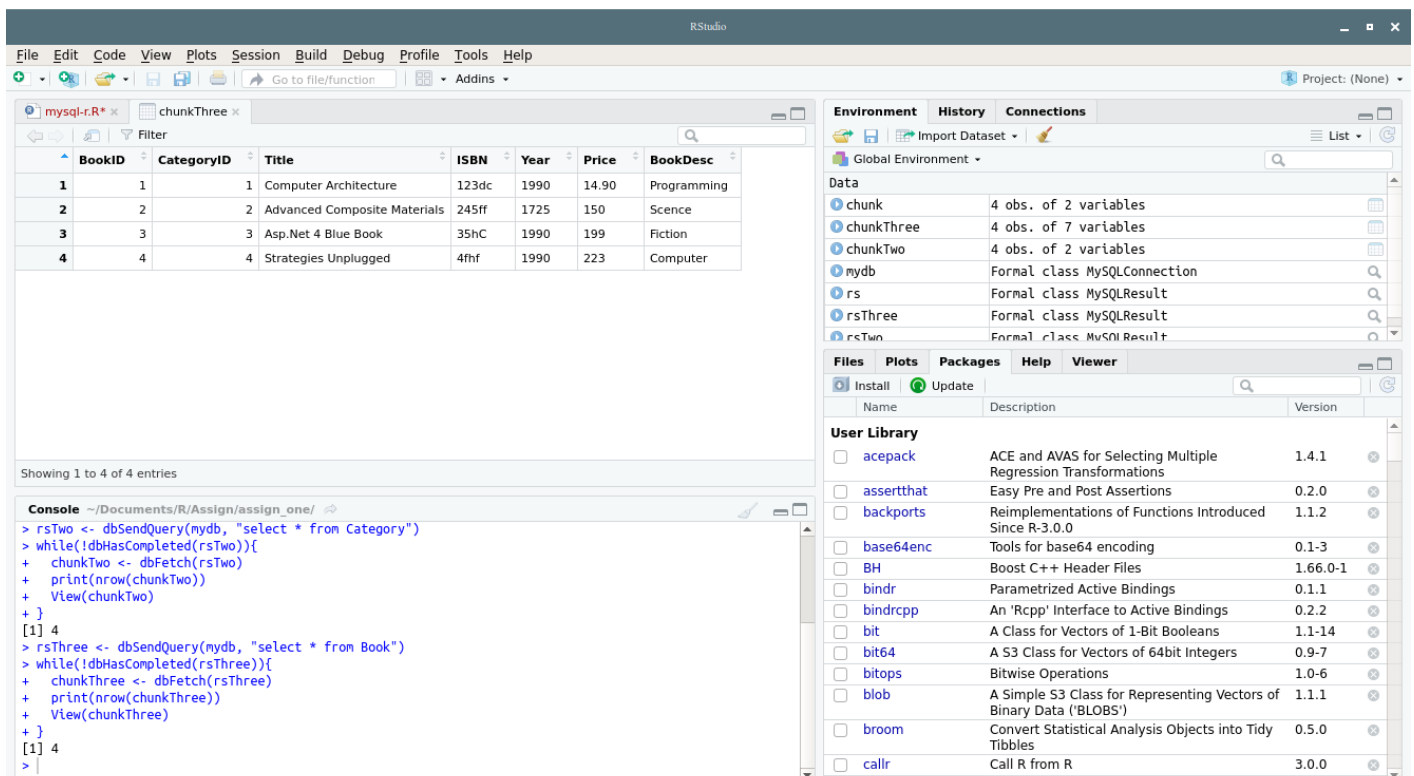 RStudio
File Edit Code View Plots Session Build Debug Profile Tools Help
Go to file/function Addins Project: (None)
mysql-r.R* chunkThree
Filter
BookID CategoryID Title ISBN Year Price BookDesc
1 1 1 Computer Architecture 123dc 1990 14.90 Programming
2 2 2 Advanced Composite Materials 245ff 1725 150 Scence
3 3 3 Asp.Net 4 Blue Book 35hC 1990 199 Fiction
4 4 4 Strategies Unplugged 4fhf 1990 223 Computer
Showing 1 to 4 of 4 entries
Console ~/Documents/R/Assign/assign_one/
> rsTwo <- dbSendQuery(mydb, "select * from Category")
> while(!dbHasCompleted(rsTwo)){
+ chunkTwo <- dbFetch(rsTwo)
+ print(nrow(chunkTwo))
+ View(chunkTwo)
+ }
[1] 4
> rsThree <- dbSendQuery(mydb, "select * from Book")
> while(!dbHasCompleted(rsThree)){
+ chunkThree <- dbFetch(rsThree)
+ print(nrow(chunkThree))
+ View(chunkThree)
+ }
[1] 4
>
Environment History Connections
Import Dataset List
Global Environment
Data
chunk 4 obs. of 2 variables
chunkThree 4 obs. of 7 variables
chunkTwo 4 obs. of 2 variables
mydb Formal class MySQLConnection
rs Formal class MySQLResult
rsThree Formal class MySQLResult
rsTwo Formal class MySQLResult
Files Plots Packages Help Viewer
Install Update
Name Description Version
User Library
acepack ACE and AVAS for Selecting Multiple 1.4.1
Regression Transformations
assertthat Easy Pre and Post Assertions 0.2.0
backports Reimplementations of Functions Introduced 1.1.2
Since R-3.0.0
base64enc Tools for base64 encoding 0.1-3
BH Boost C++ Header Files 1.66.0-1
bindr Parametrized Active Bindings 0.1.1
bindrcpp An 'Rcpp' Interface to Active Bindings 0.2.2
bit A Class for Vectors of 1-Bit Booleans 1.1-14
bit64 A S3 Class for Vectors of 64bit Integers 0.9-7
bitops Bitwise Operations 1.0-6
blob A Simple S3 Class for Representing Vectors of 1.1.1
Binary Data ('BLOBS')
broom Convert Statistical Analysis Objects into Tidy 0.5.0
Tibbles
callr Call R from R 3.0.0